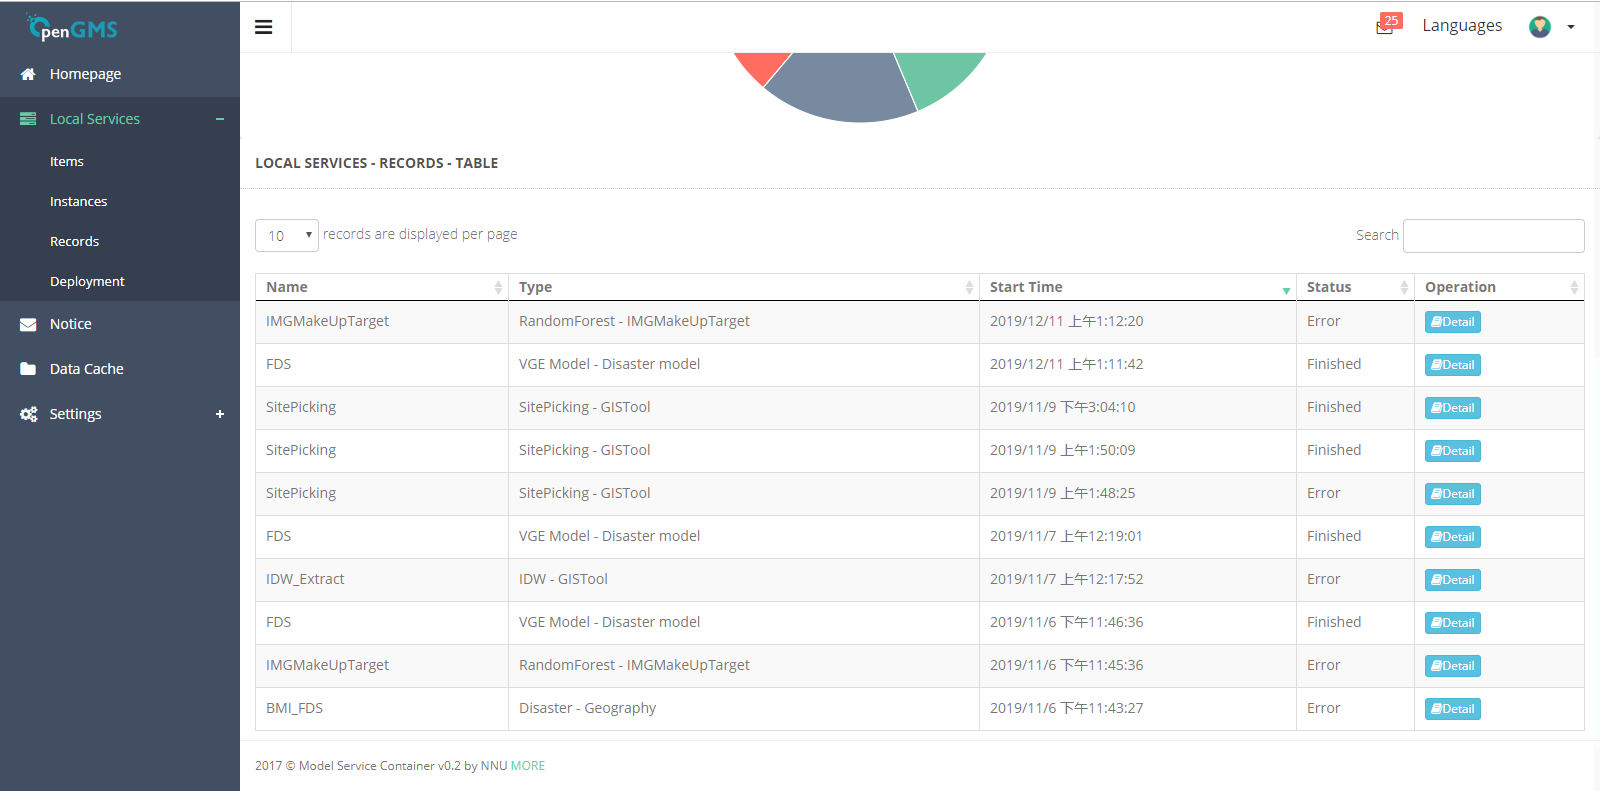 OpenGMS
25
Languages
Homepage
Local Services
Items
Instances
Records
Deployment
Notice
Data Cache
Settings
LOCAL SERVICES - RECORDS - TABLE
10 records are displayed per page
Search
Name Type Start Time Status Operation
IMGMakeUpTarget RandomForest - IMGMakeUpTarget 2019/12/11 上午1:12:20 Error Detail
FDS VGE Model - Disaster model 2019/12/11 上午1:11:42 Finished Detail
SitePicking SitePicking - GISTool 2019/11/9 下午3:04:10 Finished Detail
SitePicking SitePicking - GISTool 2019/11/9 上午1:50:09 Finished Detail
SitePicking SitePicking - GISTool 2019/11/9 上午1:48:25 Error Detail
FDS VGE Model - Disaster model 2019/11/7 上午12:19:01 Finished Detail
IDW_Extract IDW - GISTool 2019/11/7 上午12:17:52 Error Detail
FDS VGE Model - Disaster model 2019/11/6 下午11:46:36 Finished Detail
IMGMakeUpTarget RandomForest - IMGMakeUpTarget 2019/11/6 下午11:45:36 Error Detail
BMI_FDS Disaster - Geography 2019/11/6 下午11:43:27 Error Detail
2017 © Model Service Container v0.2 by NNU MORE